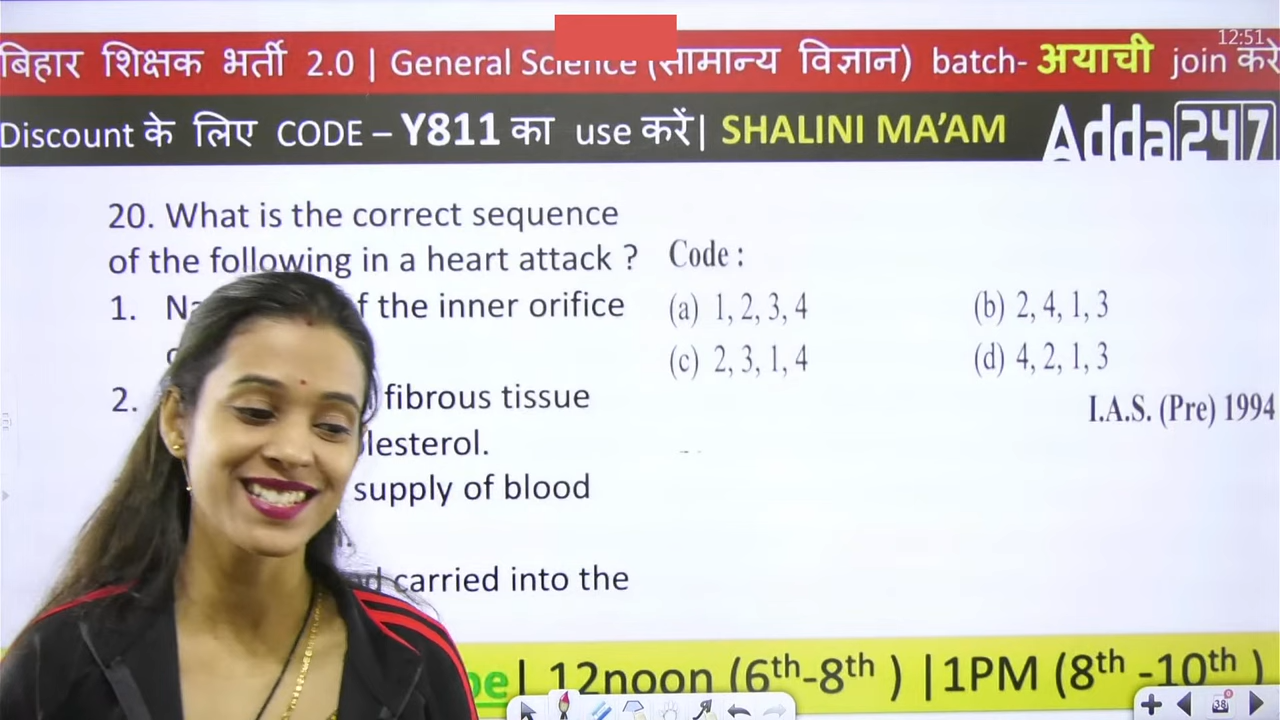 12:51
बिहार शिक्षक भर्ती 2.0 | General Science (सामान्य विज्ञान) batch- अयाची join करे
Discount के लिए CODE – Y811 का use करें| SHALINI MA’AM Adda247
20. What is the correct sequence
of the following in a heart attack ?
1. of the inner orifice
2. fibrous tissue
supply of blood
carried into the
Code :
(a) 1, 2, 3, 4 (b) 2, 4, 1, 3
(c) 2, 3, 1, 4 (d) 4, 2, 1, 3
I.A.S. (Pre) 1994
| 12noon (6th-8th ) |1PM (8th -10th )
38